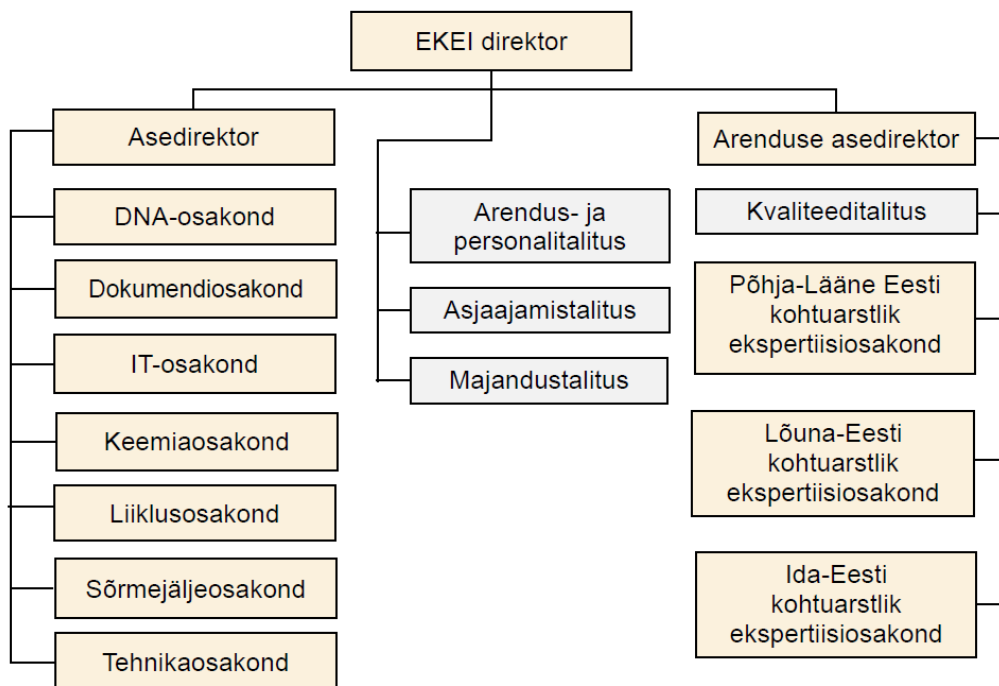 EKEI direktor
Asedirektor
DNA-osakond
Dokumendiosakond
IT-osakond
Keemiaosakond
Liiklusosakond
Sõrmejäljeosakond
Tehnikaosakond
Arendus- ja
personalitalitus
Asjaajamistalitus
Majandustalitus
Arenduse asedirektor
Kvaliteeditalitus
Põhja-Lääne Eesti
kohtuarstlik
ekspertiisiosakond
Lõuna-Eesti
kohtuarstlik
ekspertiisiosakond
Ida-Eesti
kohtuarstlik
ekspertiisiosakond